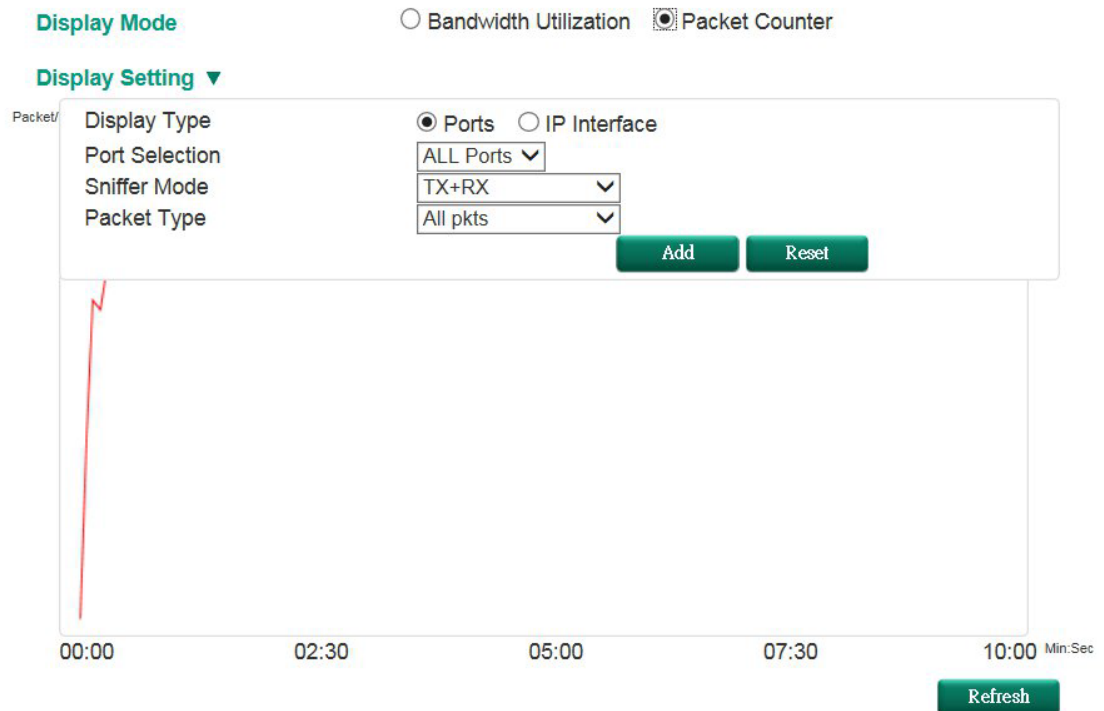 Display Mode Bandwidth Utilization Packet Counter
Display Setting ▼
Packet/
Display Type Ports IP Interface
Port Selection ALL Ports
Sniffer Mode TX+RX
Packet Type All pkts
Add Reset
00:00 02:30 05:00 07:30 10:00 Min:Sec
Refresh